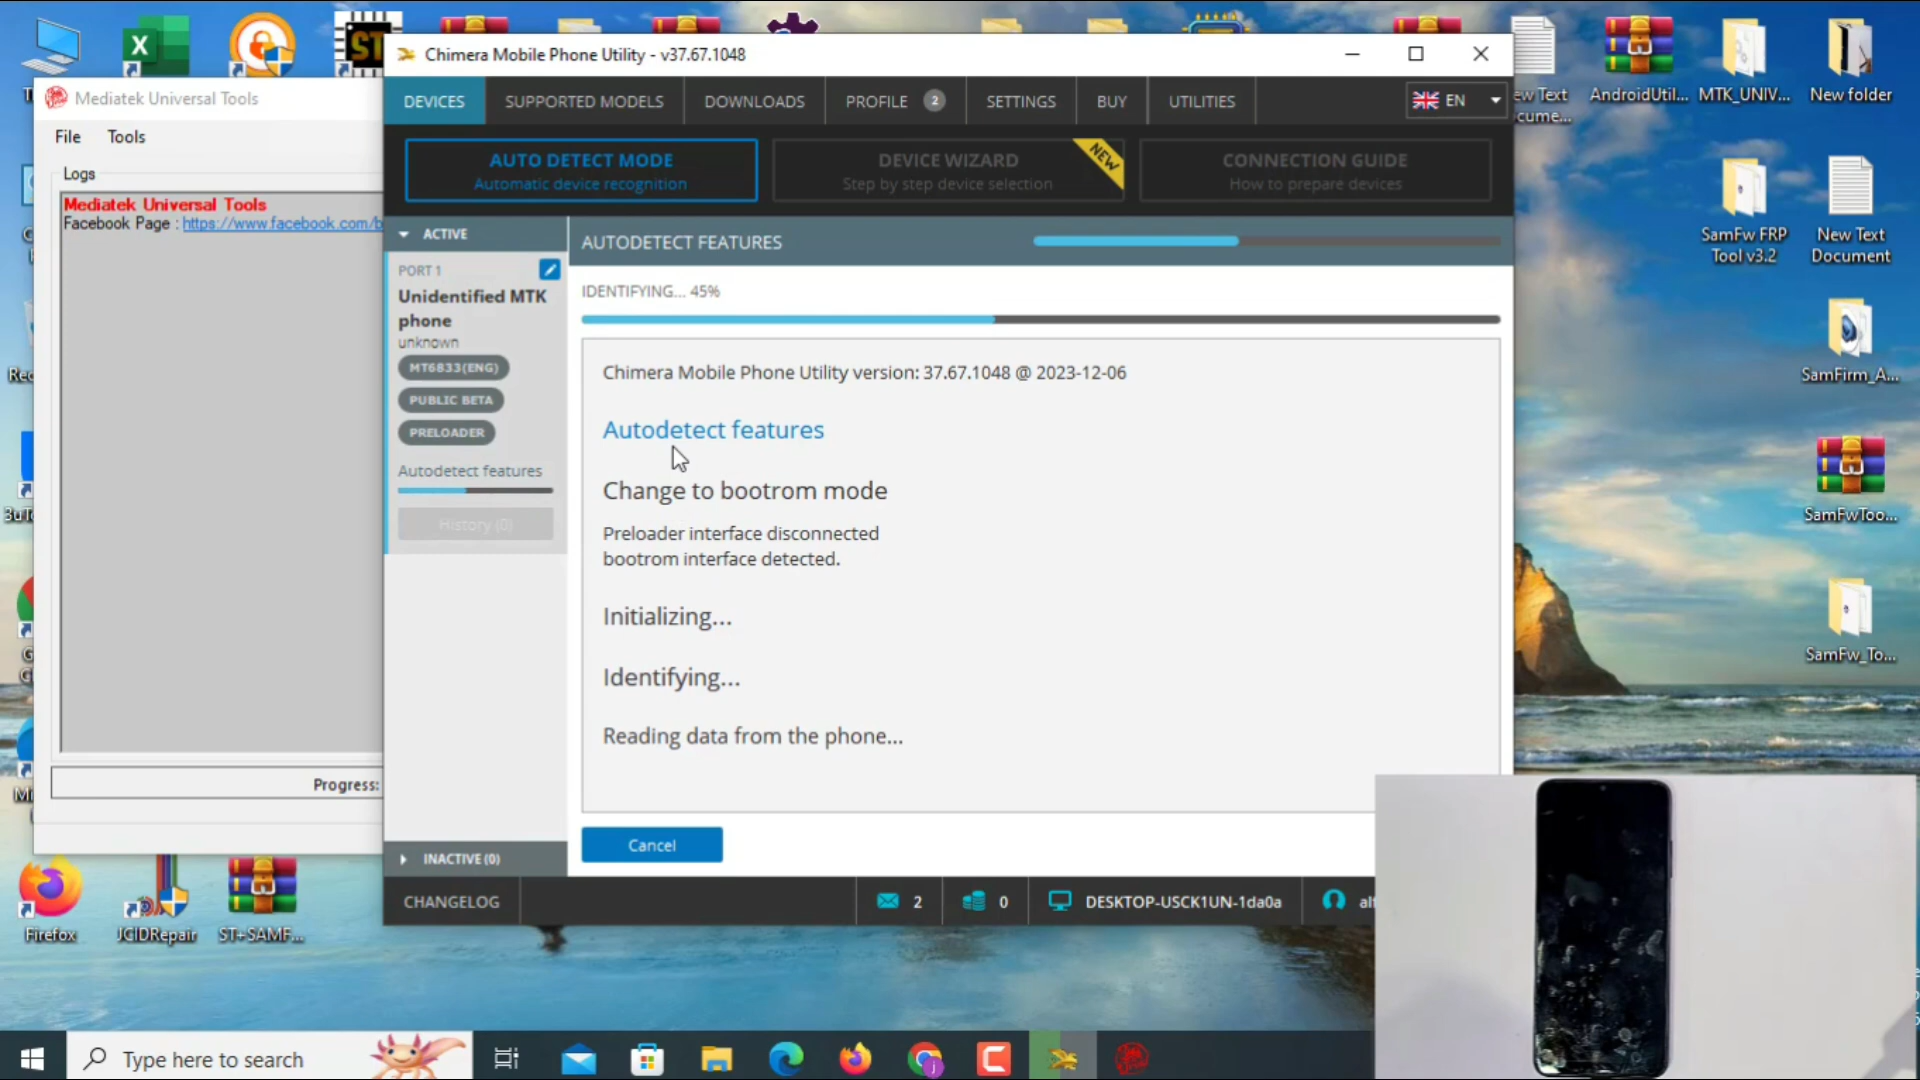 Chimera Mobile Phone Utility - v37.67.1048
Mediatek Universal Tools
File Tools
Logs
Mediatek Universal Tools
Facebook Page : https://www.facebook.com/b
Progress:
DEVICES SUPPORTED MODELS DOWNLOADS PROFILE 2 SETTINGS BUY UTILITIES EN
AUTO DETECT MODE
Automatic device recognition
DEVICE WIZARD
Step by step device selection
NEW
CONNECTION GUIDE
How to prepare devices
ACTIVE
PORT 1
Unidentified MTK
phone
unknown
MT6833(ENG)
PUBLIC BETA
PRELOADER
Autodetect features
History (0)
INACTIVE (0)
AUTODETECT FEATURES
IDENTIFYING... 45%
Chimera Mobile Phone Utility version: 37.67.1048 @ 2023-12-06
Autodetect features
Change to bootrom mode
Preloader interface disconnected
bootrom interface detected.
Initializing...
Identifying...
Reading data from the phone...
Cancel
CHANGELOG 2 0 DESKTOP-USCK1UN-1da0a
ew Text
cume...
AndroidUtil...
MTK_UNIV...
New folder
SamFw FRP
Tool v3.2
New Text
Document
SamFirm_A...
SamFwToo...
SamFw_To...
Firefox
JCIDRepair
ST+SAMF...
Type here to search